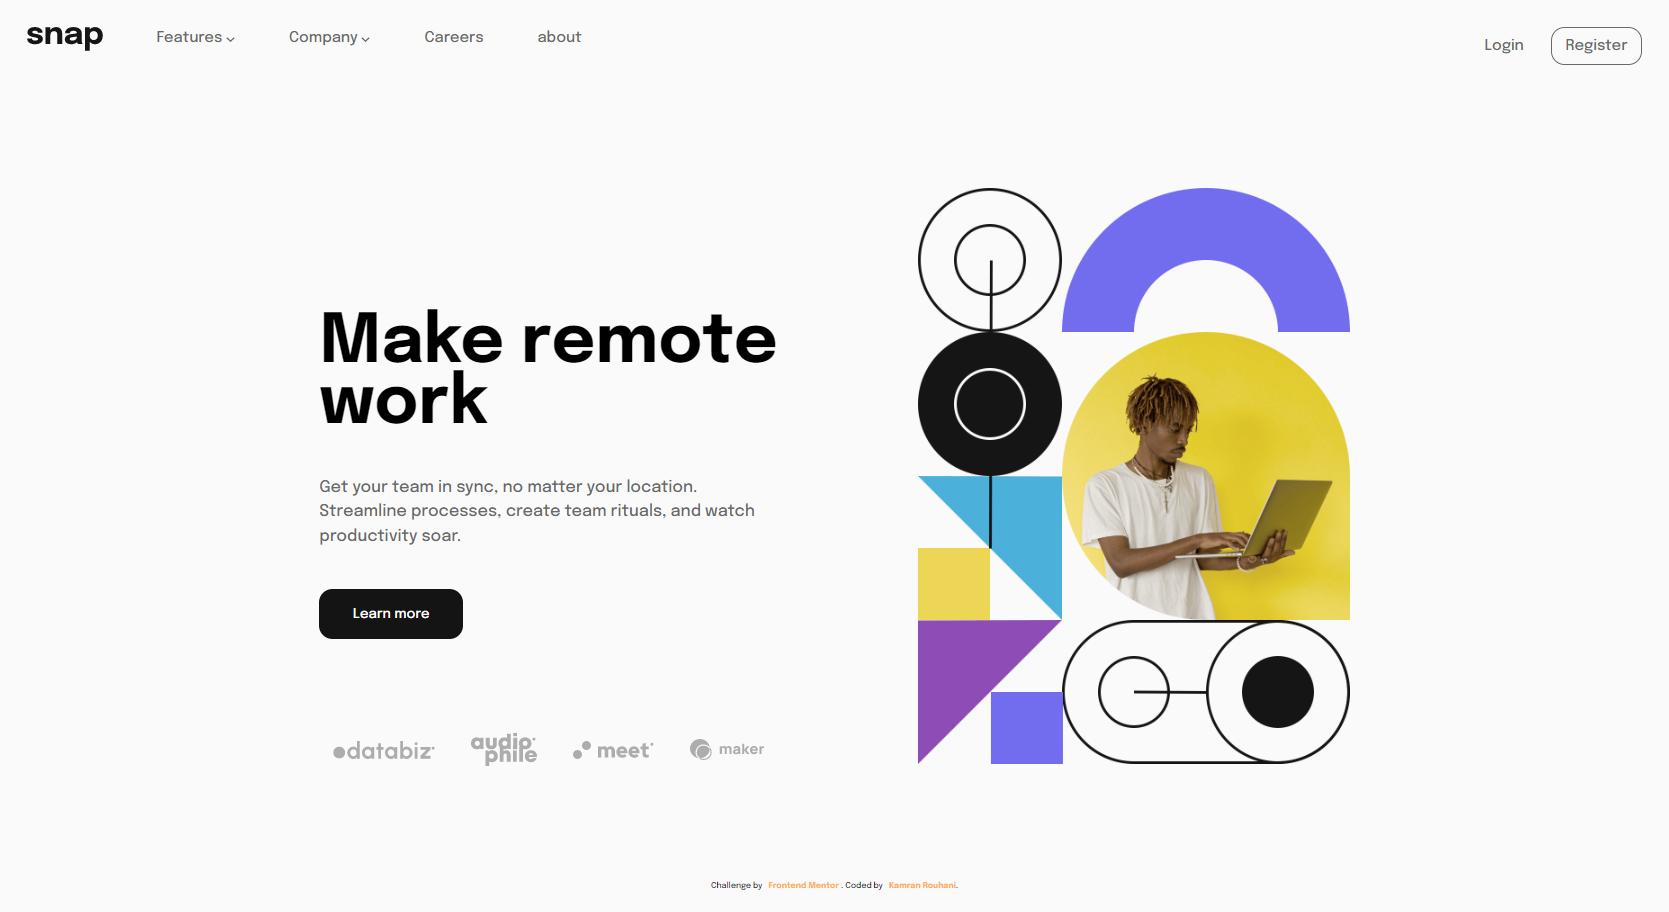 snap
Features
Company
Careers
about
Login
Register
Make remote
work
Get your team in sync, no matter your location.
Streamline processes, create team rituals, and watch
productivity soar.
Learn more
databiz
audio
phile
meet
maker
Challenge by Frontend Mentor . Coded by Kamran Rouhani.